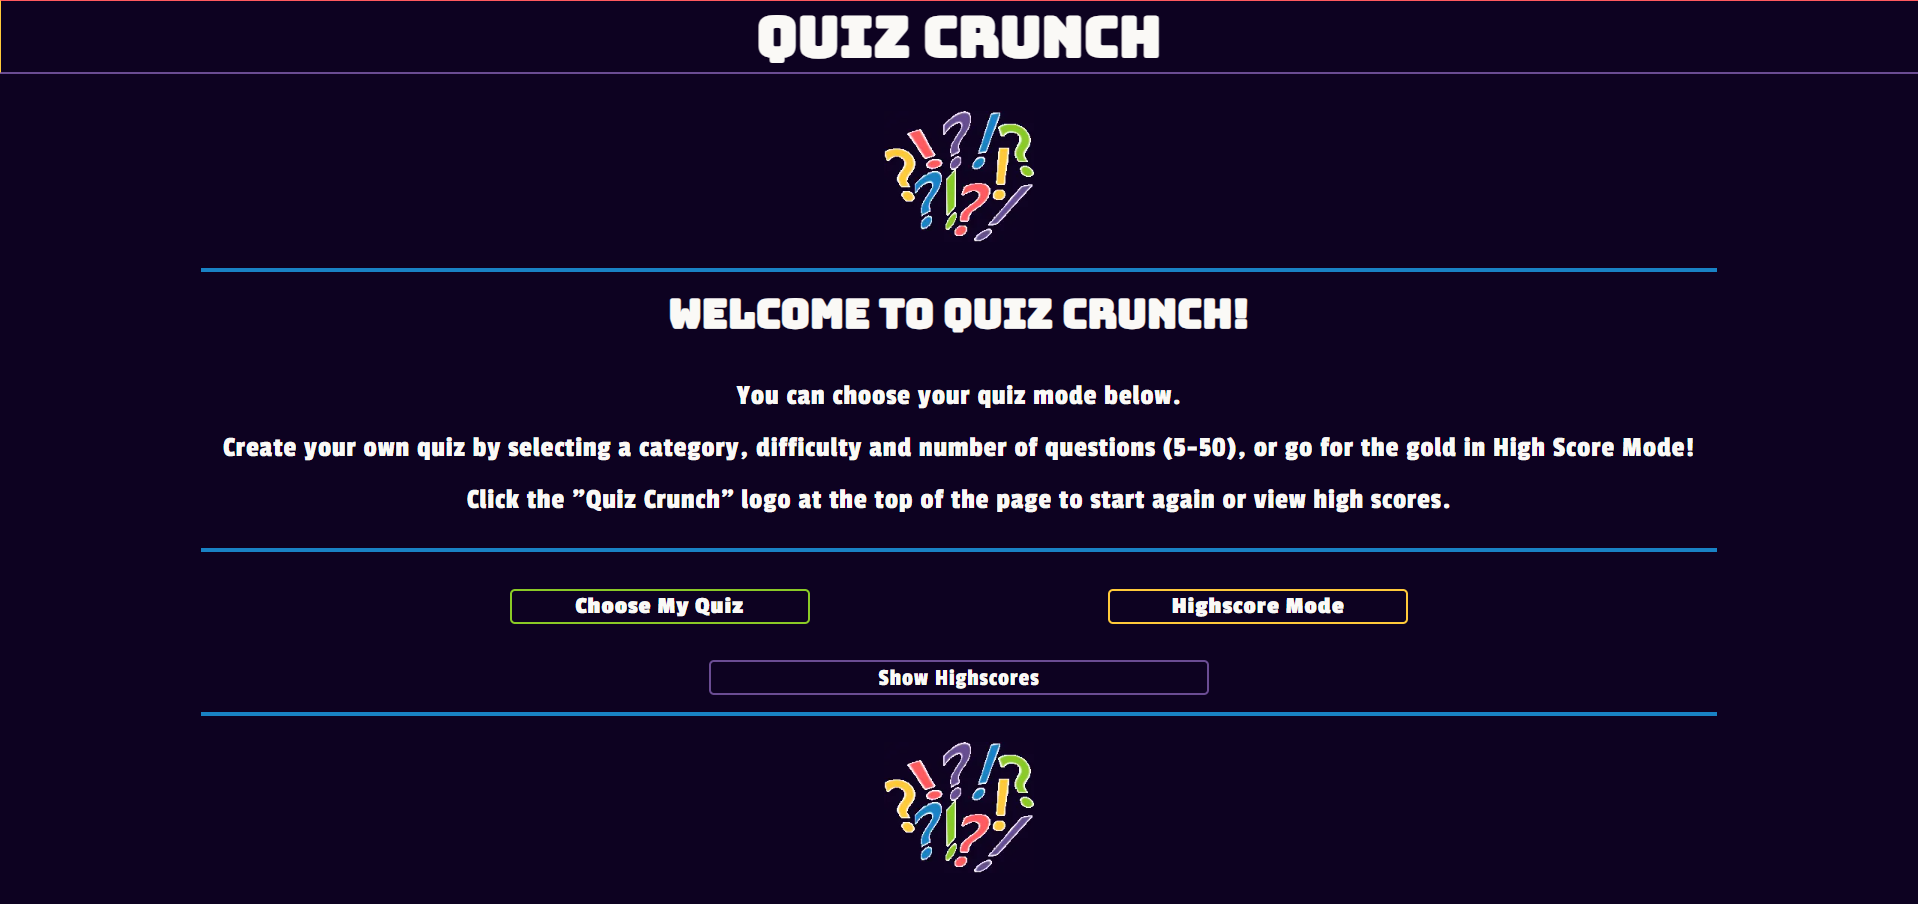 QUIZ CRUNCH
WELCOME TO QUIZ CRUNCH!
You can choose your quiz mode below.
Create your own quiz by selecting a category, difficulty and number of questions (5-50), or go for the gold in High Score Mode!
Click the "Quiz Crunch" logo at the top of the page to start again or view high scores.
Choose My Quiz
Highscore Mode
Show Highscores